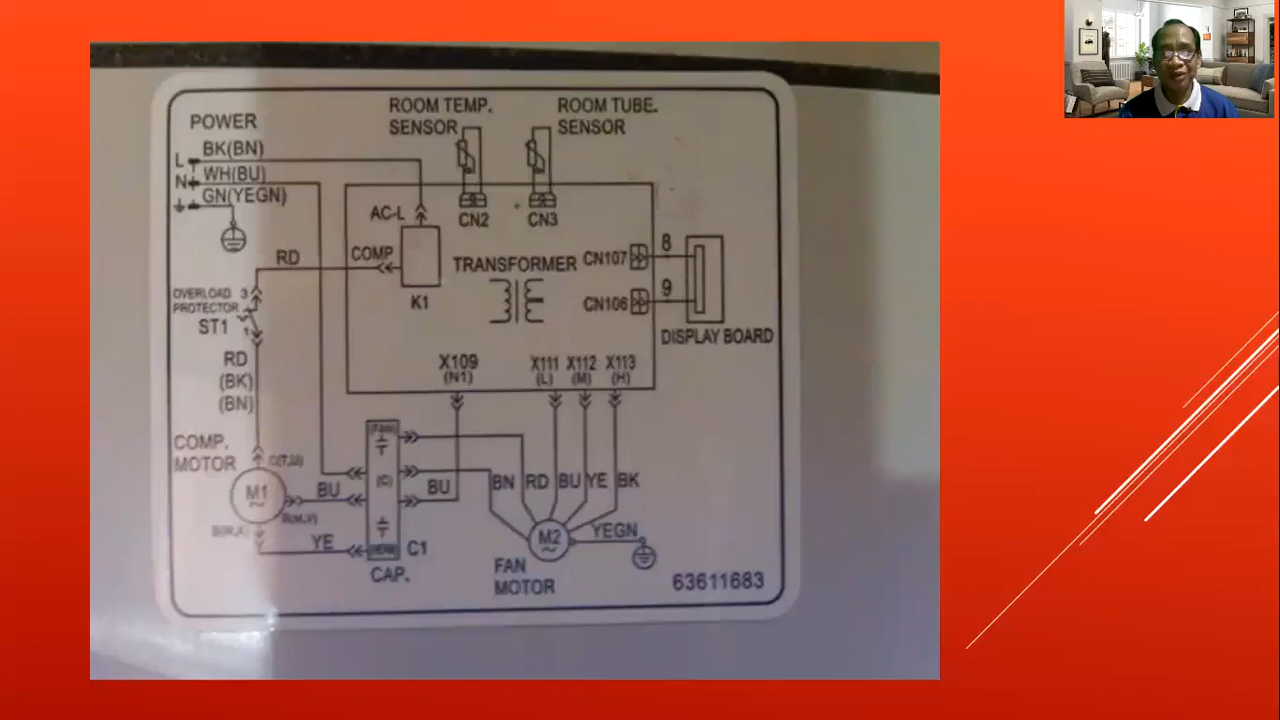 POWER
ROOM TEMP.
SENSOR
ROOM TUBE.
SENSOR
L
BK(BN)
N
WH(BU)
GN(YEGN)
AC-L
CN2
CN3
RD
COMP
K1
TRANSFORMER
CN107
8
CN106
9
DISPLAY BOARD
OVERLOAD
PROTECTOR
3
ST1
1
RD
(BK)
(BN)
X109
(N1)
X111
(L)
X112
(M)
X113
(H)
COMP.
MOTOR
M1
~
BU
(FAN)
(C)
BU
YE
C1
CAP.
BN
RD
BU
YE
BK
M2
~
YEGN
FAN
MOTOR
63611683